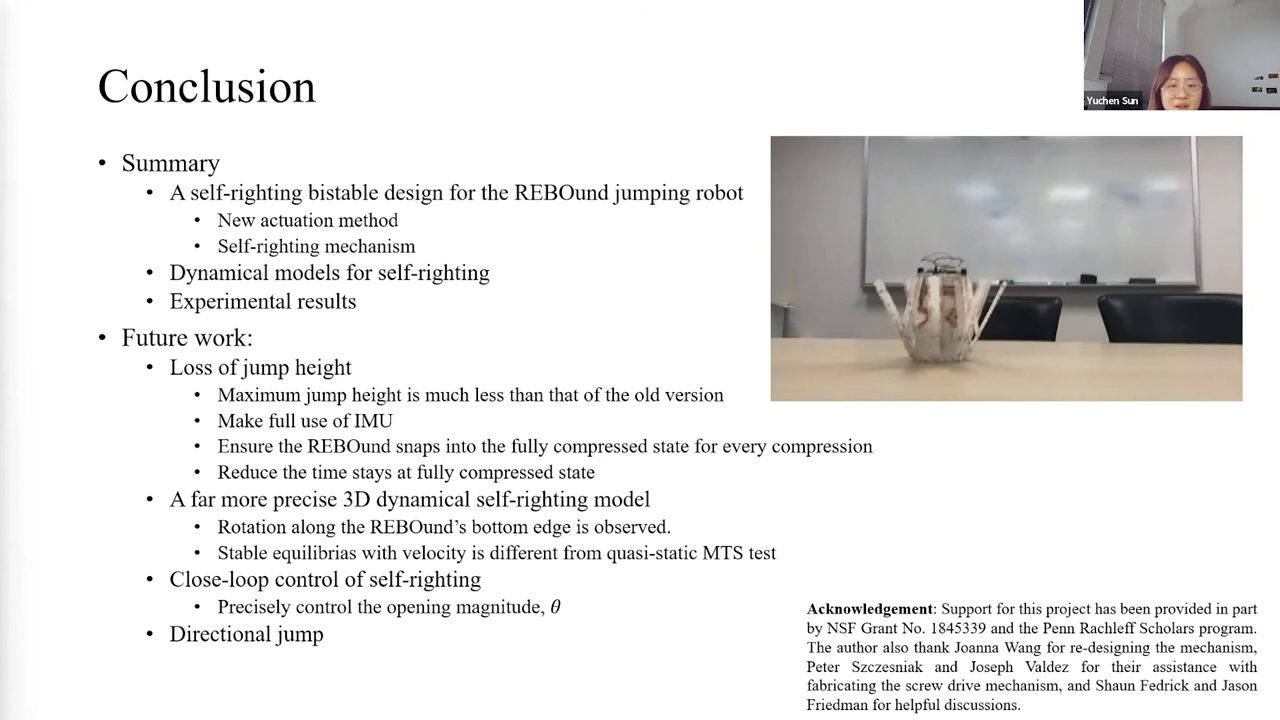 Conclusion
Yuchen Sun
• Summary
• A self-righting bistable design for the REBOund jumping robot
• New actuation method
• Self-righting mechanism
• Dynamical models for self-righting
• Experimental results
• Future work:
• Loss of jump height
• Maximum jump height is much less than that of the old version
• Make full use of IMU
• Ensure the REBOund snaps into the fully compressed state for every compression
• Reduce the time stays at fully compressed state
• A far more precise 3D dynamical self-righting model
• Rotation along the REBOund’s bottom edge is observed.
• Stable equilibrias with velocity is different from quasi-static MTS test
• Close-loop control of self-righting
• Precisely control the opening magnitude, θ
• Directional jump
Acknowledgement: Support for this project has been provided in part
by NSF Grant No. 1845339 and the Penn Rachleff Scholars program.
The author also thank Joanna Wang for re-designing the mechanism,
Peter Szczesniak and Joseph Valdez for their assistance with
fabricating the screw drive mechanism, and Shaun Fedrick and Jason
Friedman for helpful discussions.